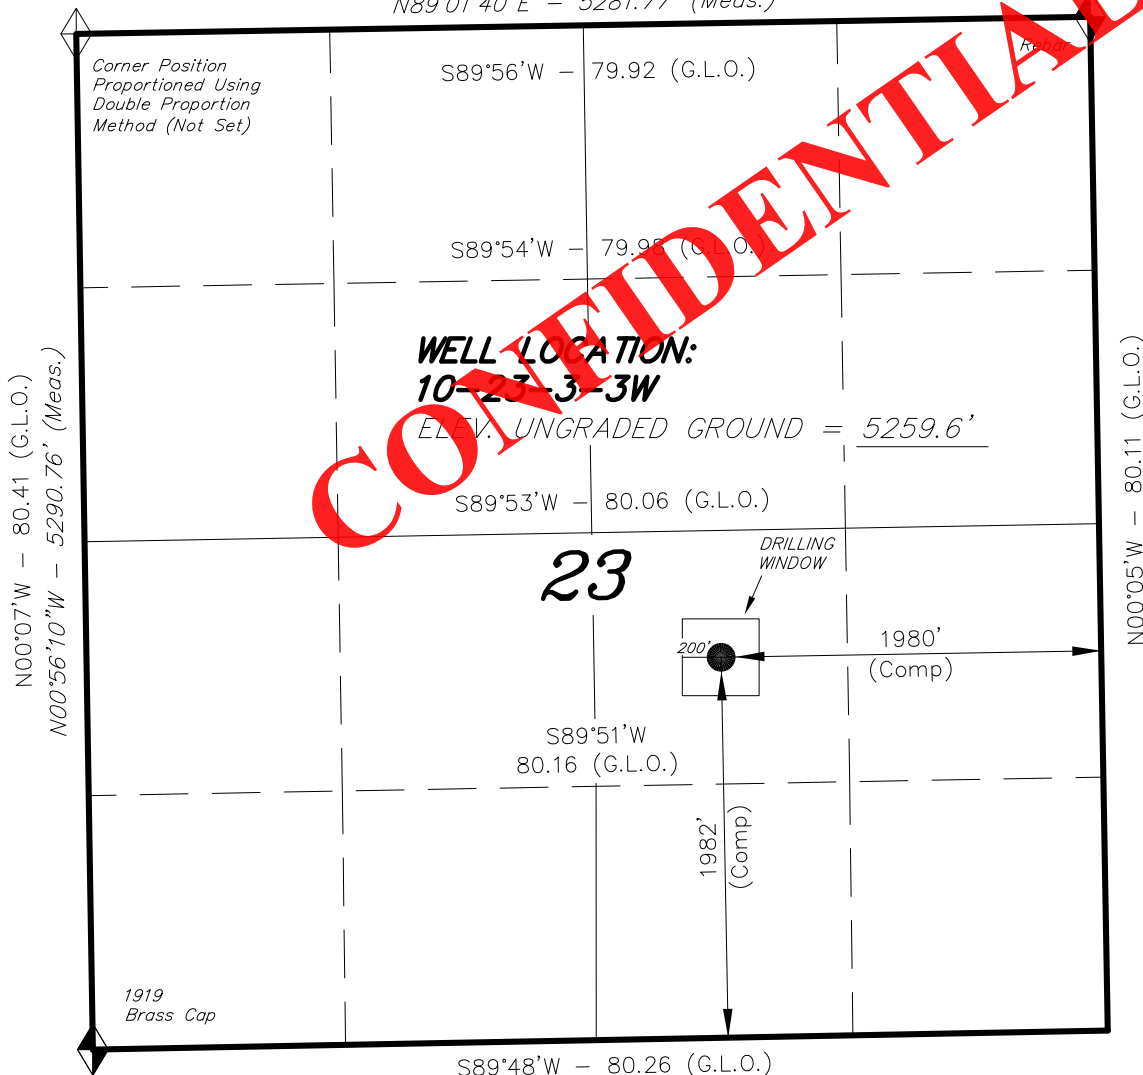 N89°01'40"E - 5281.77' (Meas.)
Rebar
Corner Position
Proportioned Using
Double Proportion
Method (Not Set)
S89°56'W - 79.92 (G.L.O.)
CONFIDENTIAL
S89°54'W - 79.98 (G.L.O.)
WELL LOCATION:
10-23-3-3W
ELEV. UNGRADED GROUND = 5259.6'
N00°07'W - 80.41 (G.L.O.)
N00°56'10"W - 5290.76' (Meas.)
N00°05'W - 80.11 (G.L.O.)
S89°53'W - 80.06 (G.L.O.)
23
DRILLING
WINDOW
200'
1980'
(Comp)
S89°51'W
80.16 (G.L.O.)
1982'
(Comp)
1919
Brass Cap
S89°48'W - 80.26 (G.L.O.)